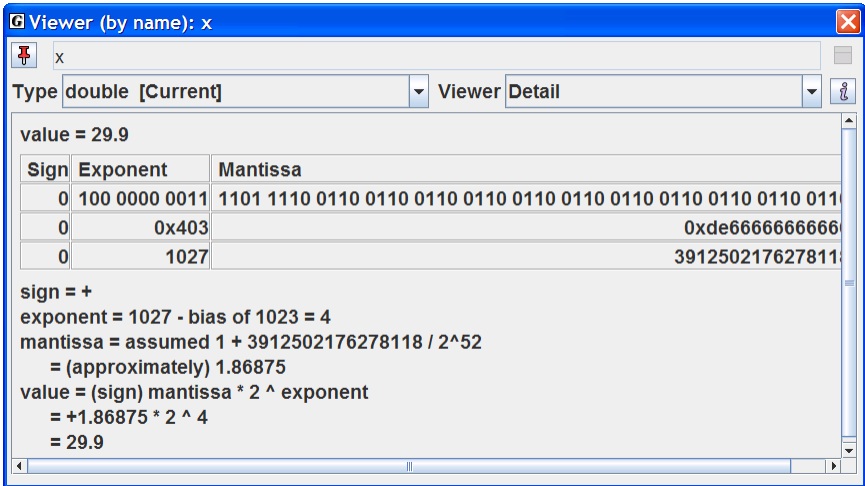 G Viewer (by name): x
x
Type double [Current] Viewer Detail i
value = 29.9
Sign Exponent Mantissa
0 100 0000 0011 1101 1110 0110 0110 0110 0110 0110 0110 0110 0110 0110 0110 011
0 0x403 0xde6666666666
0 1027 3912502176278118
sign = +
exponent = 1027 - bias of 1023 = 4
mantissa = assumed 1 + 3912502176278118 / 2^52
= (approximately) 1.86875
value = (sign) mantissa * 2 ^ exponent
= +1.86875 * 2 ^ 4
= 29.9